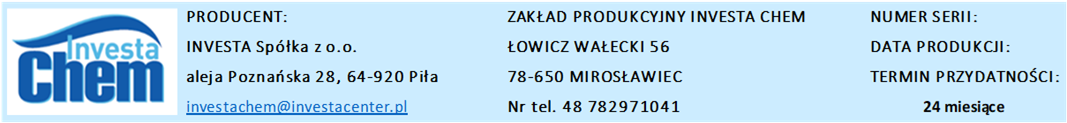 Investa
Chem
PRODUCENT:
INVESTA Spółka z o.o.
aleja Poznańska 28, 64-920 Piła
investachem@investacenter.pl
ZAKŁAD PRODUKCYJNY INVESTA CHEM
ŁOWICZ WAŁECKI 56
78-650 MIROSŁAWIEC
Nr tel. 48 782971041
NUMER SERII:
DATA PRODUKCJI:
TERMIN PRZYDATNOŚCI:
24 miesiące